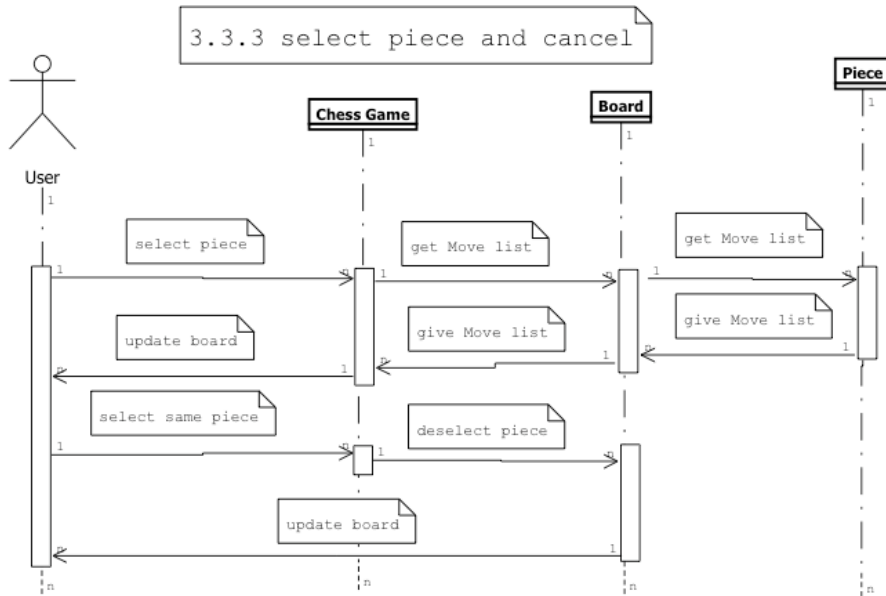 3.3.3 select piece and cancel
Piece
Board
Chess Game
1
1
1
User
1
select piece
get Move list
get Move list
1
n
1
n
1
n
update board
give Move list
give Move list
n
1
n
1
n
1
select same piece
deselect piece
1
n
1
n
update board
n
1
n
n
n
n